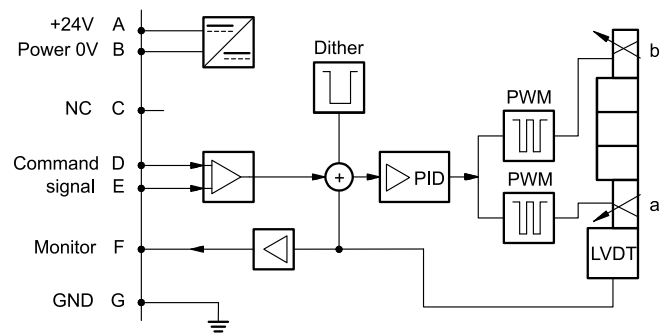 +24V A
Power 0V B
Dither
b
PWM
NC C
Command D
signal E
+
PID
PWM
a
Monitor F
LVDT
GND G